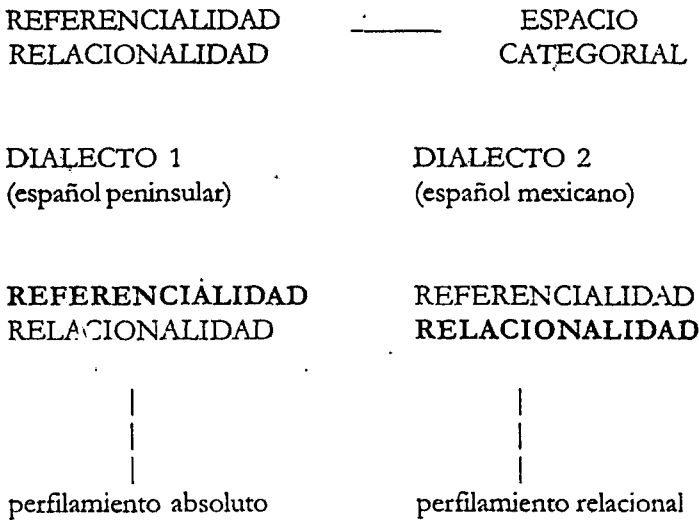 REFERENCIALIDAD ESPACIO
RELACIONALIDAD CATEGORIAL
DIALECTO 1 DIALECTO 2
(español peninsular) (español mexicano)
REFERENCIALIDAD REFERENCIALIDAD
RELACIONALIDAD RELACIONALIDAD
perfilamiento absoluto perfilamiento relacional